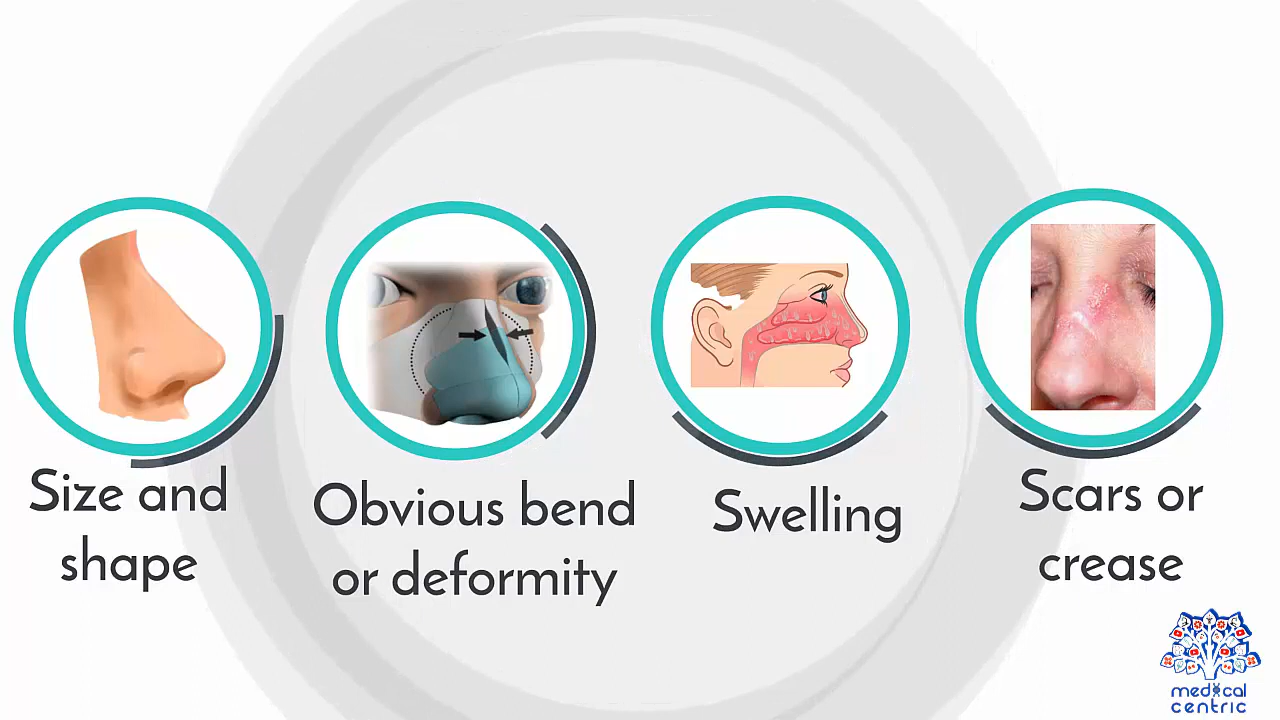 Size and
shape
Obvious bend
or deformity
Swelling
Scars or
crease
medical
centric